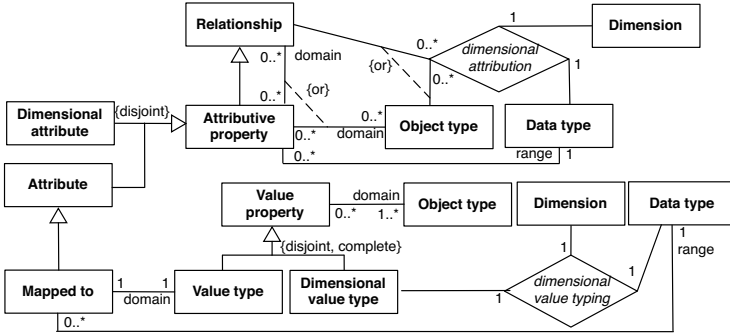 Relationship
1
Dimension
0..*
domain
0..*
dimensional
attribution
{or}
0..*
1
{or}
0..*
0..*
Dimensional
attribute
{disjoint}
Attributive
property
0..*
domain
Object type
Data type
0..*
range
1
Attribute
Value
property
domain
0..*
1..*
Object type
Dimension
Data type
{disjoint, complete}
1
1
range
Mapped to
1
1
domain
Value type
Dimensional
value type
1
dimensional
value typing
1
0..*